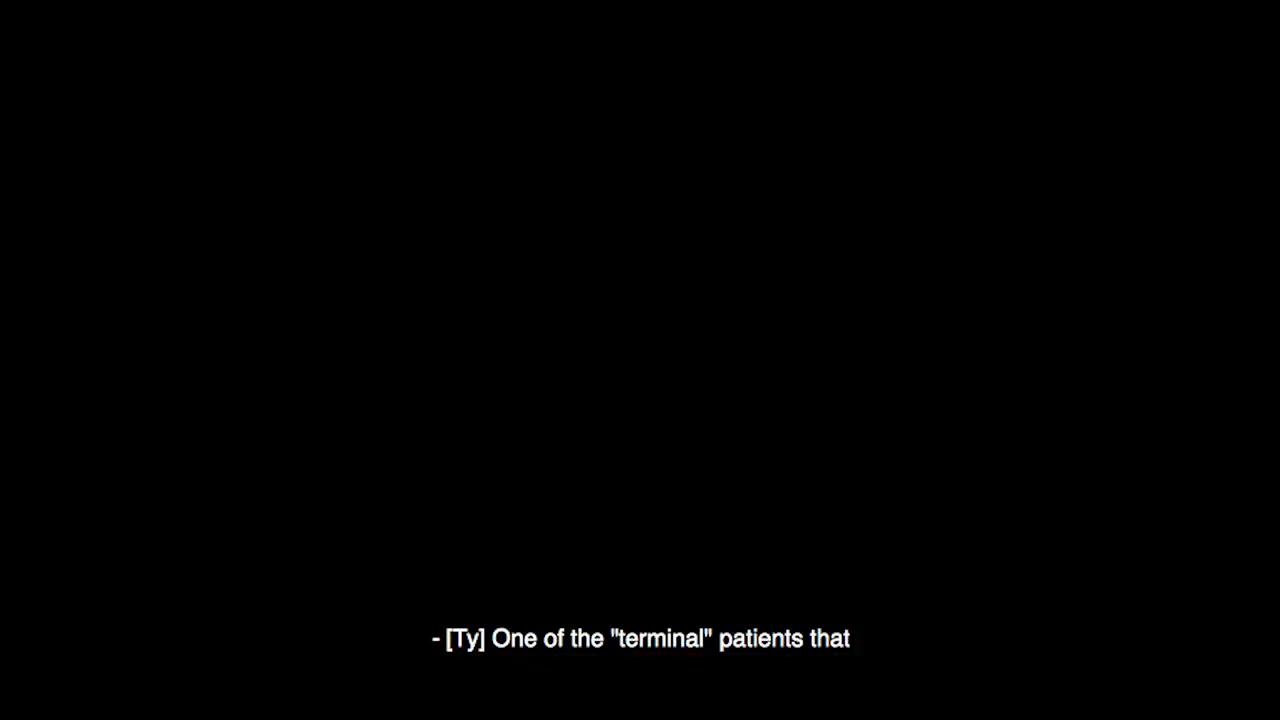 - [Ty] One of the "terminal" patients that